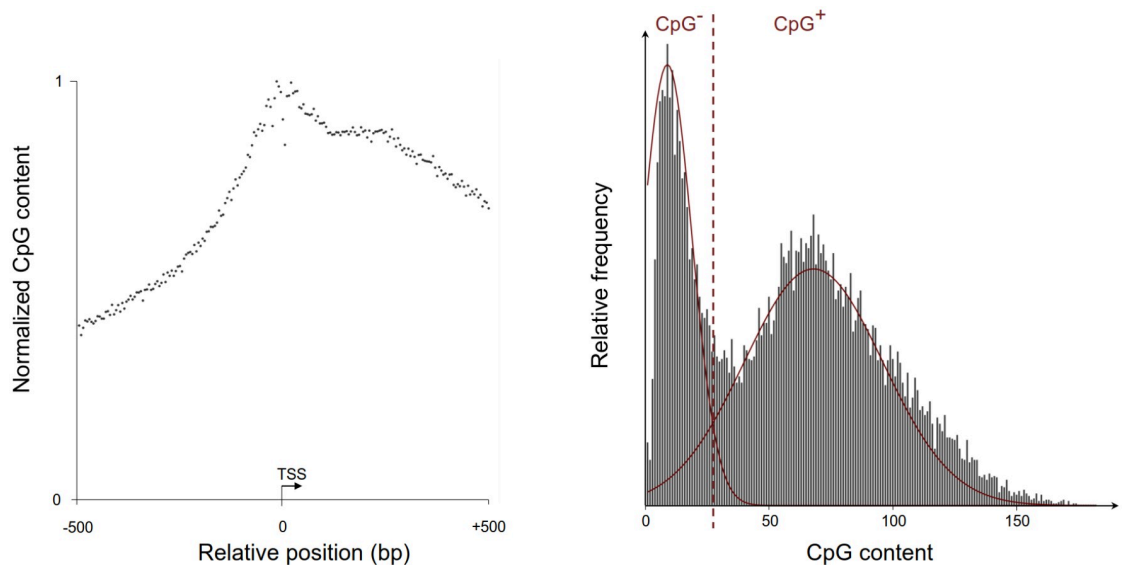 Normalized CpG content
1
0
TSS
-500
0
+500
Relative position (bp)
CpG⁻
CpG⁺
Relative frequency
0
50
100
150
CpG content